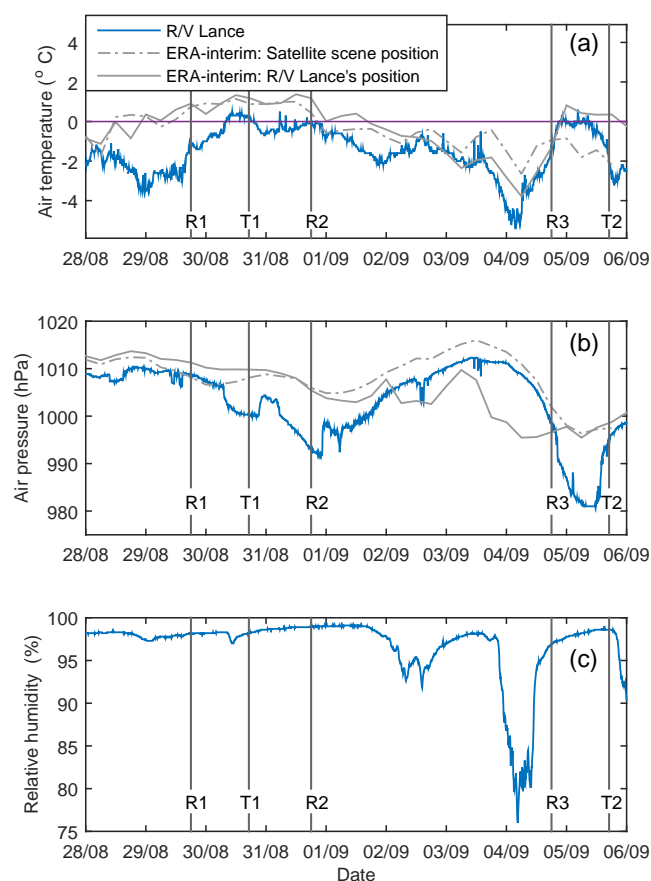 R/V Lance
ERA-interim: Satellite scene position
ERA-interim: R/V Lance's position
(a)
Air temperature (° C)
4
2
0
-2
-4
R1 T1 R2 R3 T2
28/08 29/08 30/08 31/08 01/09 02/09 03/09 04/09 05/09 06/09
(b)
Air pressure (hPa)
1020
1010
1000
990
980
R1 T1 R2 R3 T2
28/08 29/08 30/08 31/08 01/09 02/09 03/09 04/09 05/09 06/09
(c)
Relative humidity (%)
100
95
90
85
80
75
R1 T1 R2 R3 T2
28/08 29/08 30/08 31/08 01/09 02/09 03/09 04/09 05/09 06/09
Date